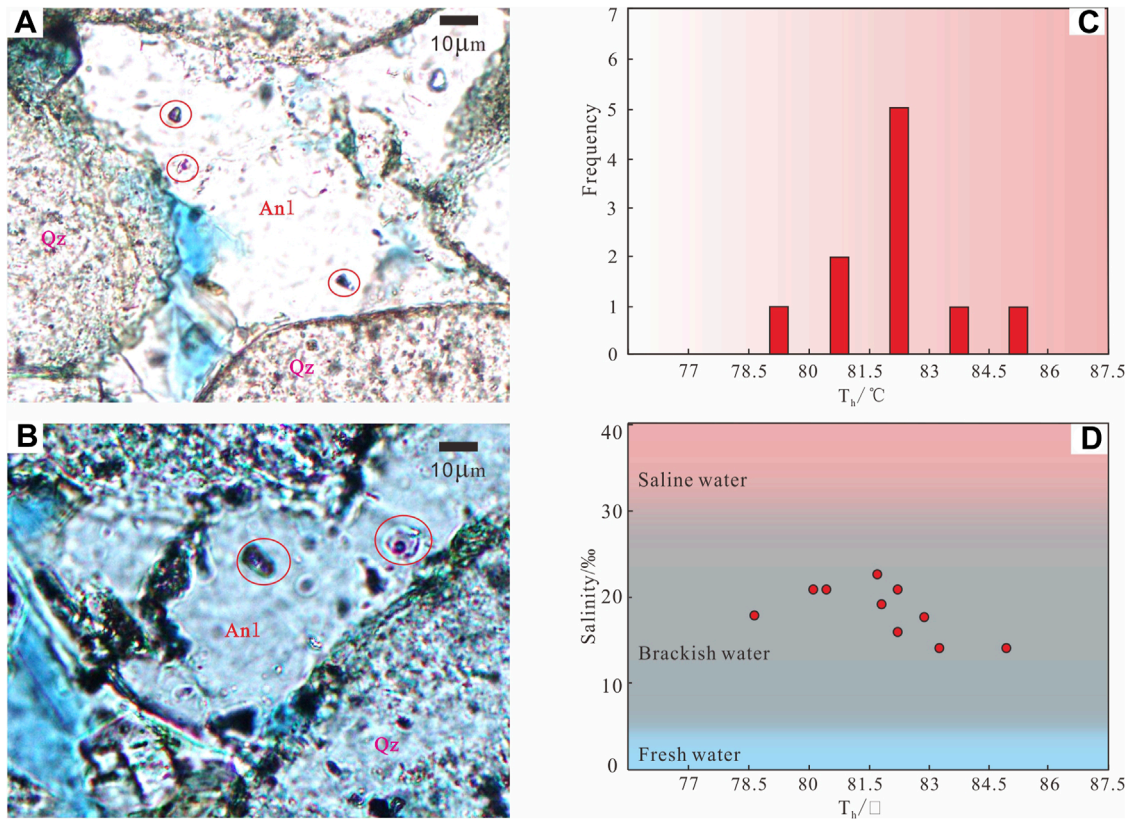 A
10μm
An1
Qz
Qz
B
10μm
An1
Qz
C
7
6
5
4
3
2
1
0
Frequency
77 78.5 80 81.5 83 84.5 86 87.5
Th/℃
D
40
30
20
10
0
Salinity/‰
Saline water
Brackish water
Fresh water
77 78.5 80 81.5 83 84.5 86 87.5
Th/□